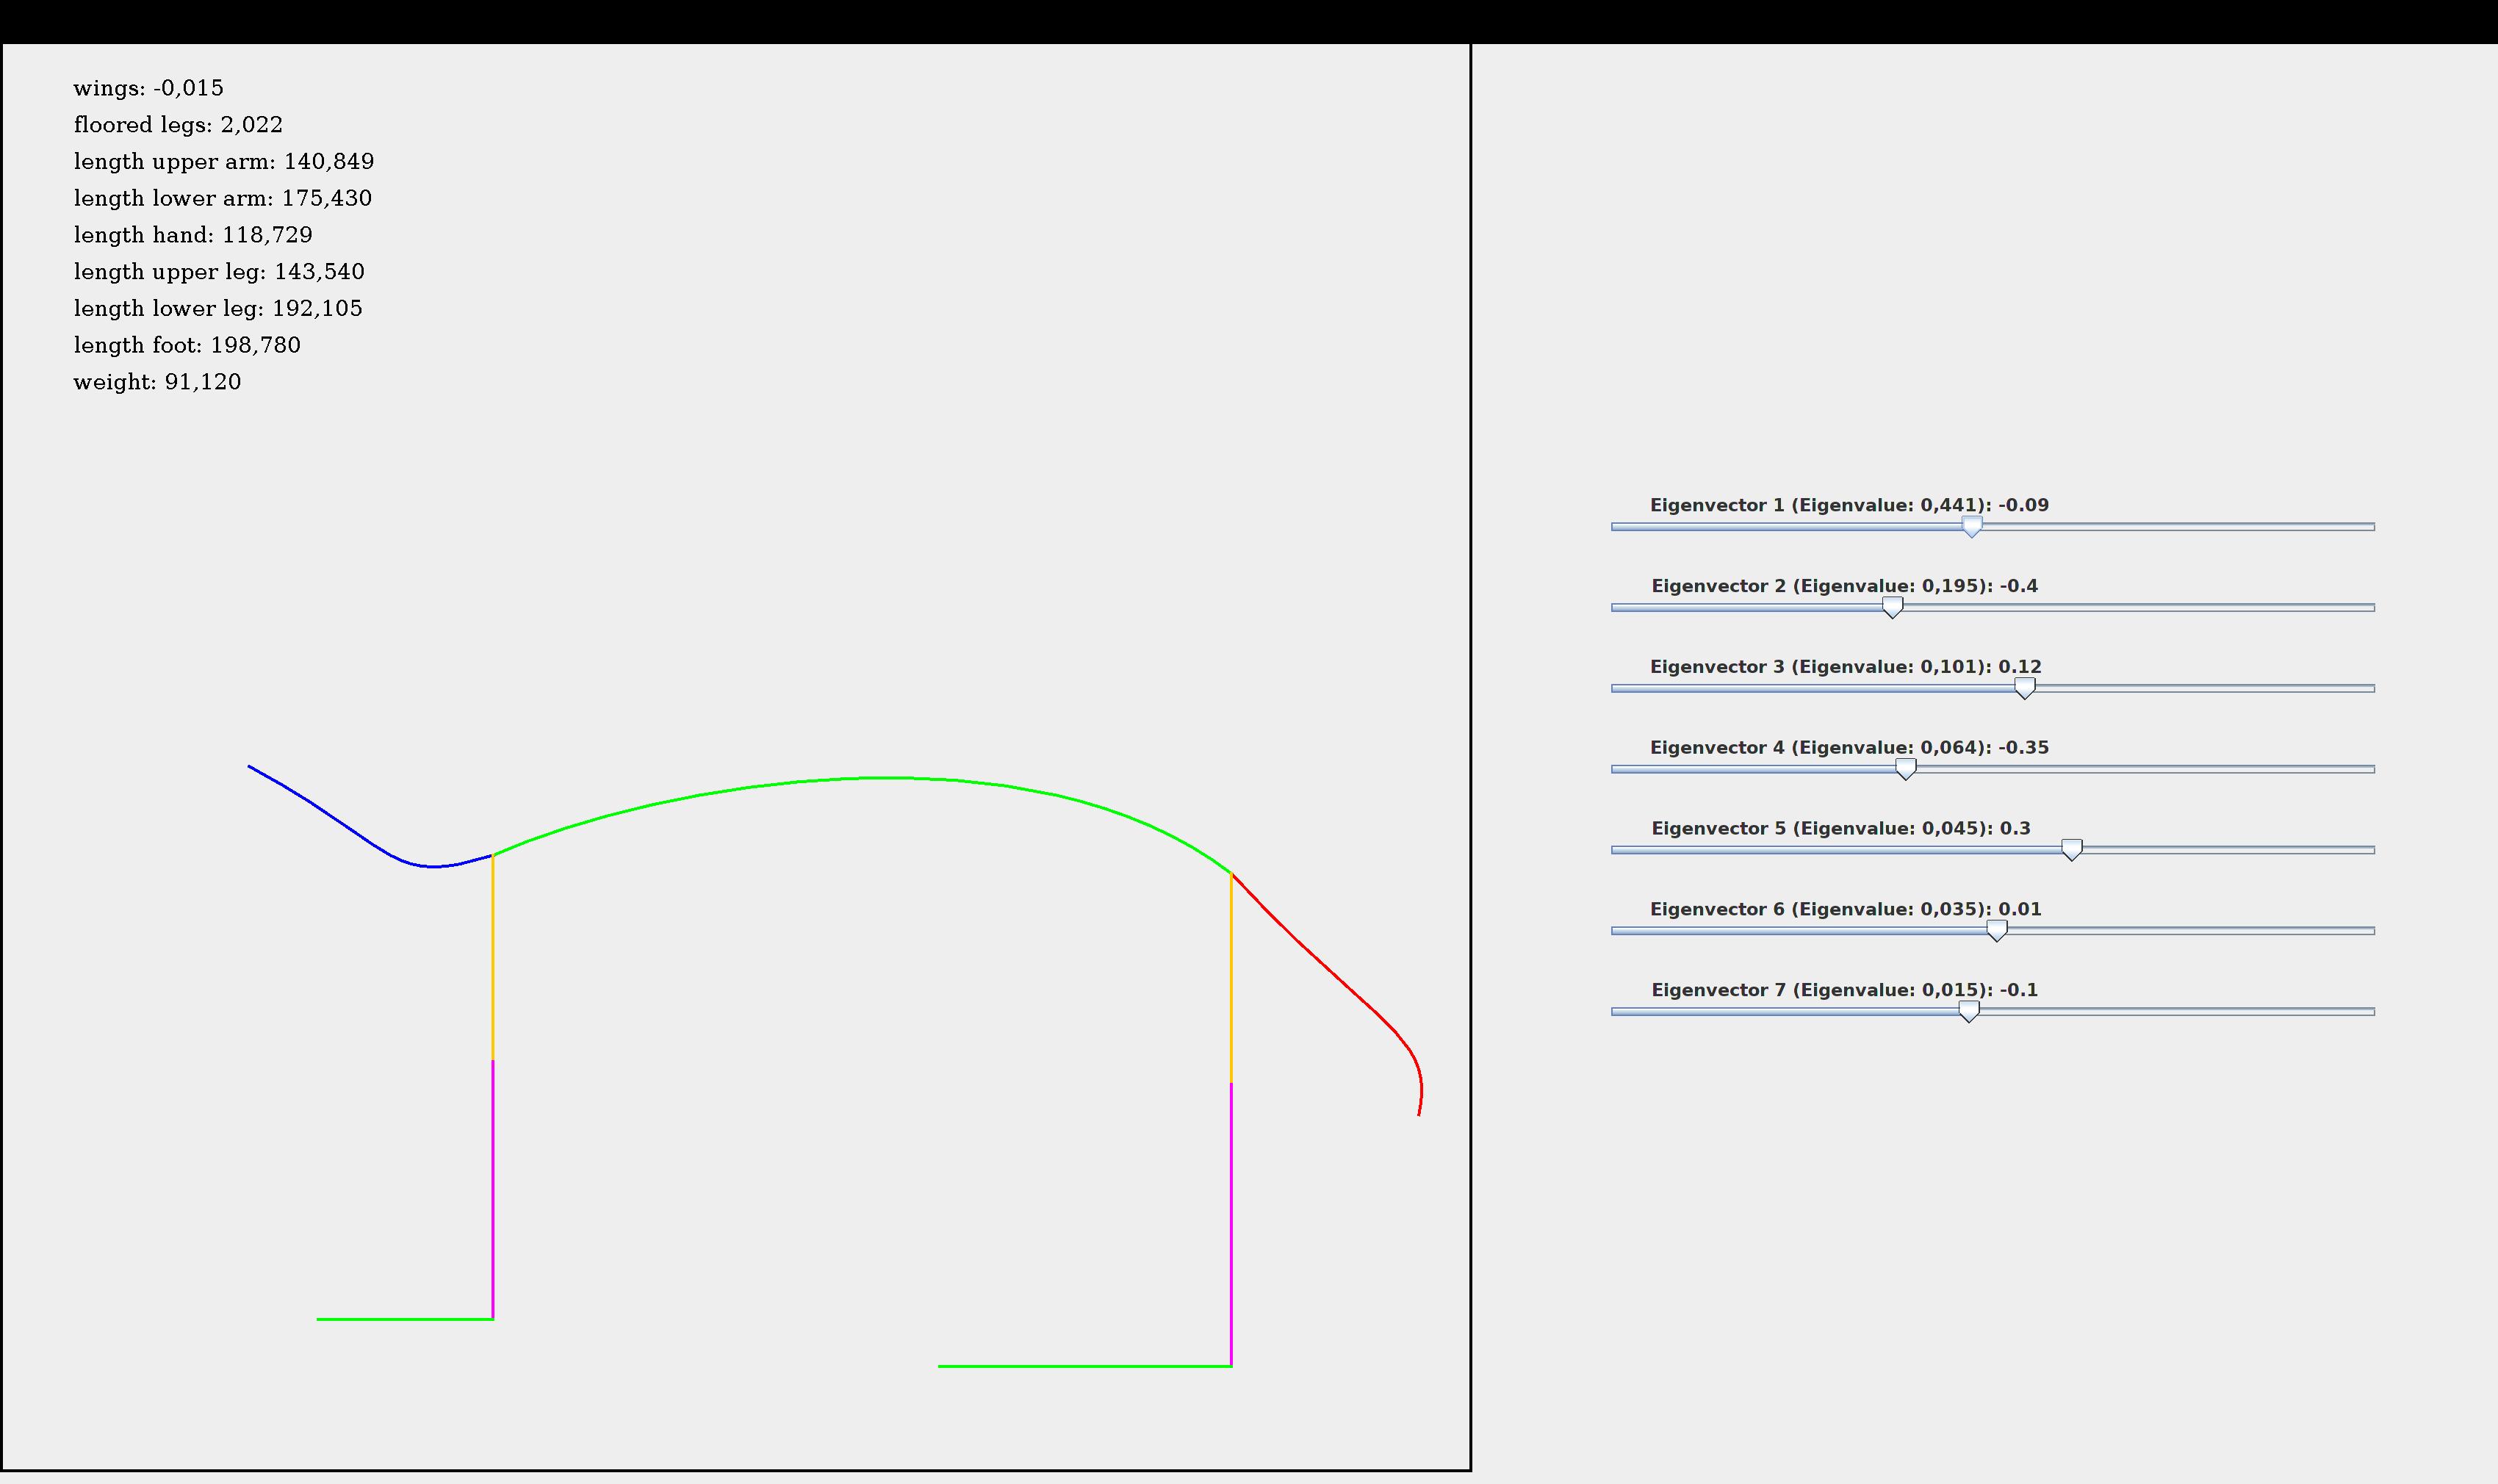 wings: -0,015
floored legs: 2,022
length upper arm: 140,849
length lower arm: 175,430
length hand: 118,729
length upper leg: 143,540
length lower leg: 192,105
length foot: 198,780
weight: 91,120
Eigenvector 1 (Eigenvalue: 0,441): -0.09
Eigenvector 2 (Eigenvalue: 0,195): -0.4
Eigenvector 3 (Eigenvalue: 0,101): 0.12
Eigenvector 4 (Eigenvalue: 0,064): -0.35
Eigenvector 5 (Eigenvalue: 0,045): 0.3
Eigenvector 6 (Eigenvalue: 0,035): 0.01
Eigenvector 7 (Eigenvalue: 0,015): -0.1